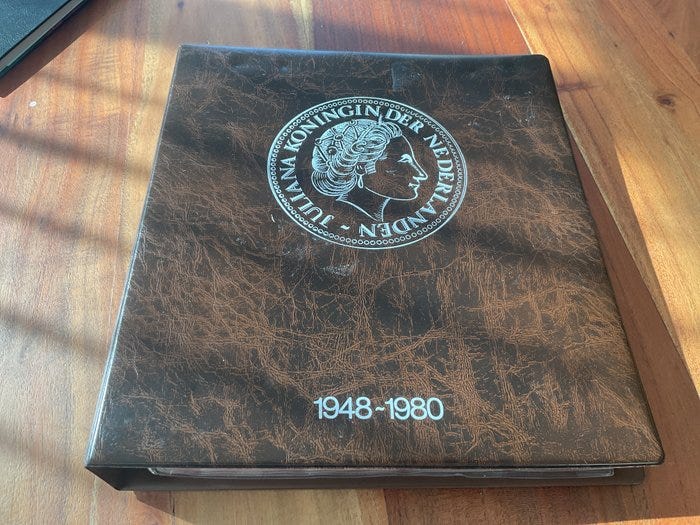 JULIANA KONINGIN DER NEDERLANDEN ~
1948~1980